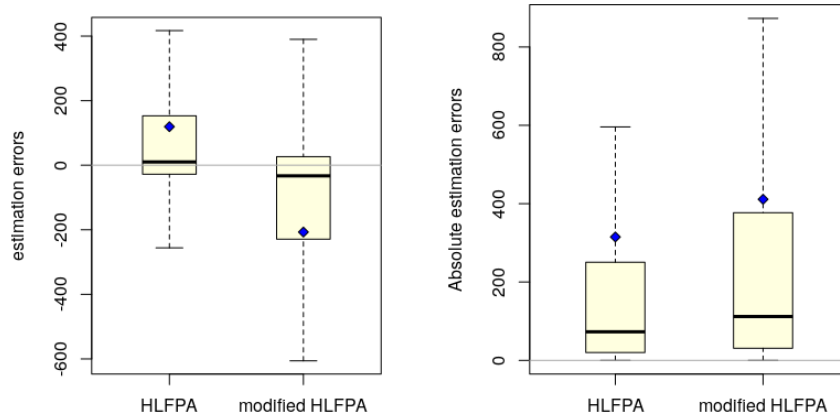 estimation errors
400
200
0
-200
-400
-600
HLFPA
modified HLFPA
Absolute estimation errors
800
600
400
200
0
HLFPA
modified HLFPA